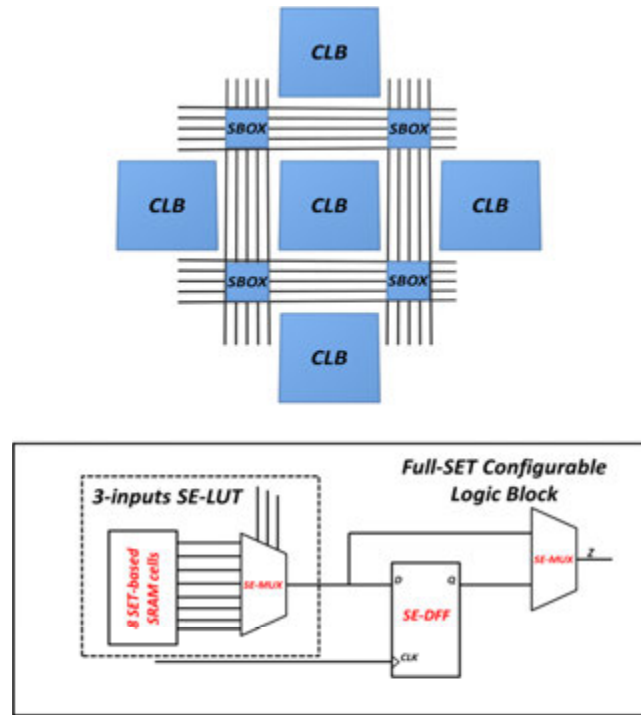 CLB
SBOX
SBOX
CLB
CLB
CLB
SBOX
SBOX
CLB
3-inputs SE-LUT
Full-SET Configurable
Logic Block
8 SET-based
SRAM cells
SE-MUX
D
Q
SE-DFF
CLK
SE-MUX
Z